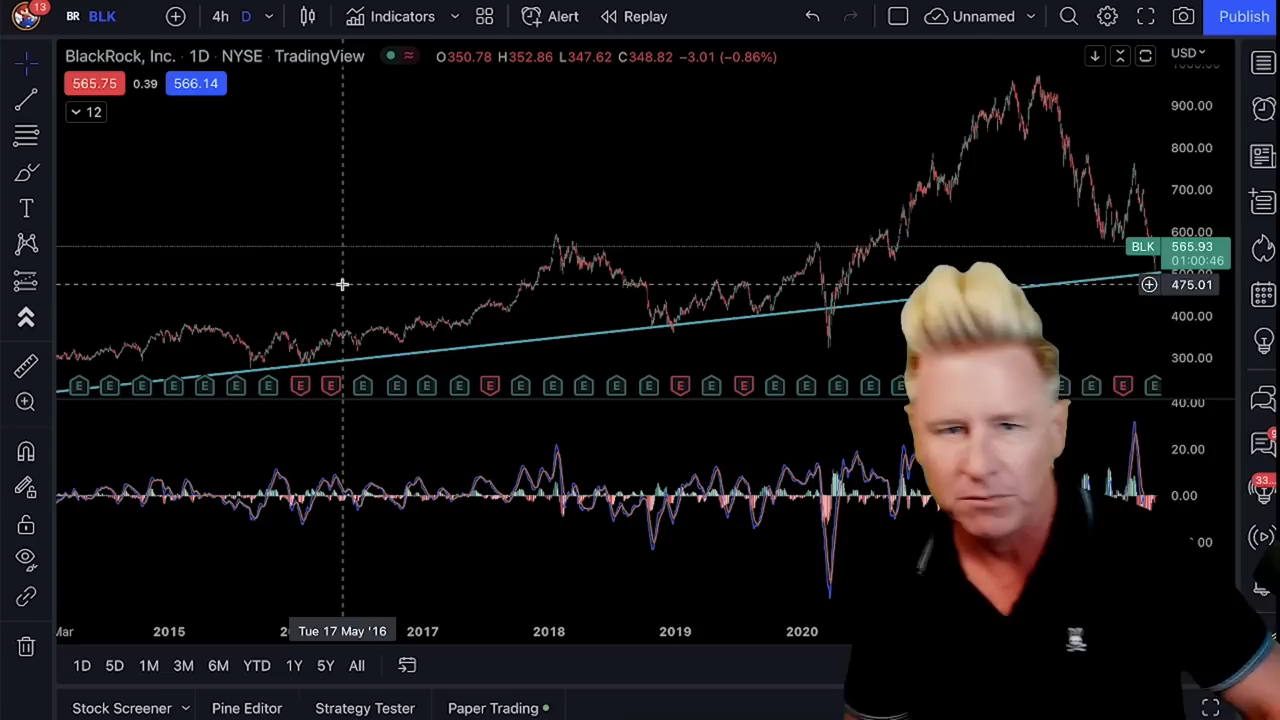 13 BR BLK 4h D Indicators Alert Replay Unnamed Publish
BlackRock, Inc. · 1D · NYSE · TradingView O350.78 H352.86 L347.62 C348.82 −3.01 (−0.86%) USD
565.75 0.39 566.14
12
900.00
800.00
700.00
600.00
BLK 565.93
01:00:46
475.01
400.00
300.00
E E E E E E E E E E E E E E E E E E E E E E E E E E E E E E E
40.00
20.00
0.00
33...
Mar 2015 Tue 17 May '16 2017 2018 2019 2020
1D 5D 1M 3M 6M YTD 1Y 5Y All
Stock Screener Pine Editor Strategy Tester Paper Trading